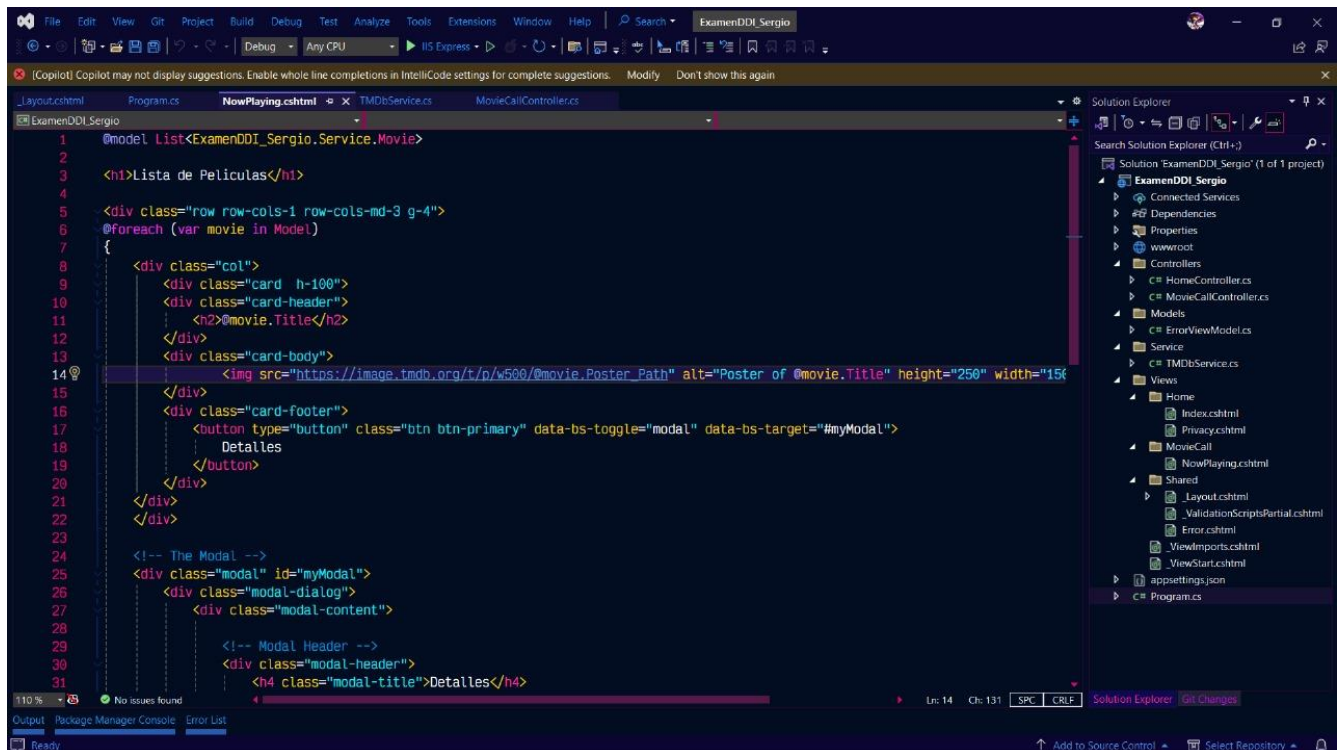 File Edit View Git Project Build Debug Test Analyze Tools Extensions Window Help Search ExamenDDI_Sergio
Debug Any CPU IIS Express
[Copilot] Copilot may not display suggestions. Enable whole line completions in IntelliCode settings for complete suggestions. Modify Don't show this again
_Layout.cshtml Program.cs NowPlaying.cshtml TMDbService.cs MovieCallController.cs
ExamenDDI_Sergio
1 @model List<ExamenDDI_Sergio.Service.Movie>
2
3 <h1>Lista de Peliculas</h1>
4
5 <div class="row row-cols-1 row-cols-md-3 g-4">
6 @foreach (var movie in Model)
7 {
8 <div class="col">
9 <div class="card  h-100">
10 <div class="card-header">
11 <h2>@movie.Title</h2>
12 </div>
13 <div class="card-body">
14 <img src="https://image.tmdb.org/t/p/w500/@movie.Poster_Path" alt="Poster of @movie.Title" height="250" width="150
15 </div>
16 <div class="card-footer">
17 <button type="button" class="btn btn-primary" data-bs-toggle="modal" data-bs-target="#myModal">
18 Detalles
19 </button>
20 </div>
21 </div>
22 </div>
23
24 <!-- The Modal -->
25 <div class="modal" id="myModal">
26 <div class="modal-dialog">
27 <div class="modal-content">
28
29 <!-- Modal Header -->
30 <div class="modal-header">
31 <h4 class="modal-title">Detalles</h4>
110 % No issues found Ln: 14 Ch: 131 SPC CRLF
Solution Explorer
Search Solution Explorer (Ctrl+;)
Solution 'ExamenDDI_Sergio' (1 of 1 project)
ExamenDDI_Sergio
Connected Services
Dependencies
Properties
wwwroot
Controllers
C# HomeController.cs
C# MovieCallController.cs
Models
C# ErrorViewModel.cs
Service
C# TMDbService.cs
Views
Home
Index.cshtml
Privacy.cshtml
MovieCall
NowPlaying.cshtml
Shared
_Layout.cshtml
_ValidationScriptsPartial.cshtml
Error.cshtml
_ViewImports.cshtml
_ViewStart.cshtml
appsettings.json
C# Program.cs
Solution Explorer Git Changes
Output Package Manager Console Error List
Ready Add to Source Control Select Repository